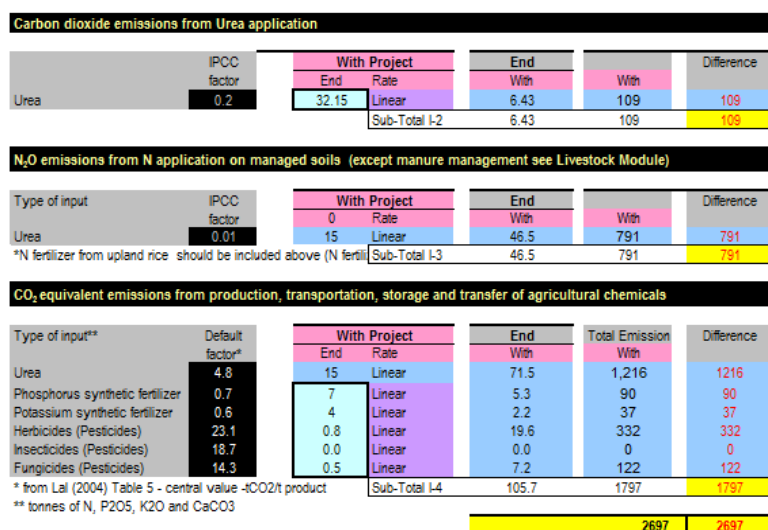 Carbon dioxide emissions from Urea application
IPCC With Project End Difference
factor End Rate With With
Urea 0.2 32.15 Linear 6.43 109 109
Sub-Total I-2 6.43 109 109
N₂O emissions from N application on managed soils (except manure management see Livestock Module)
Type of input IPCC With Project End Difference
factor 0 Rate With With
Urea 0.01 15 Linear 46.5 791 791
*N fertilizer from upland rice should be included above (N fertili Sub-Total I-3 46.5 791 791
CO₂ equivalent emissions from production, transportation, storage and transfer of agricultural chemicals
Type of input** Default With Project End Total Emission Difference
factor* End Rate With With
Urea 4.8 15 Linear 71.5 1,216 1216
Phosphorus synthetic fertilizer 0.7 7 Linear 5.3 90 90
Potassium synthetic fertilizer 0.6 4 Linear 2.2 37 37
Herbicides (Pesticides) 23.1 0.8 Linear 19.6 332 332
Insecticides (Pesticides) 18.7 0.0 Linear 0.0 0 0
Fungicides (Pesticides) 14.3 0.5 Linear 7.2 122 122
* from Lal (2004) Table 5 - central value -tCO2/t product Sub-Total I-4 105.7 1797 1797
** tonnes of N, P2O5, K2O and CaCO3
2697 2697